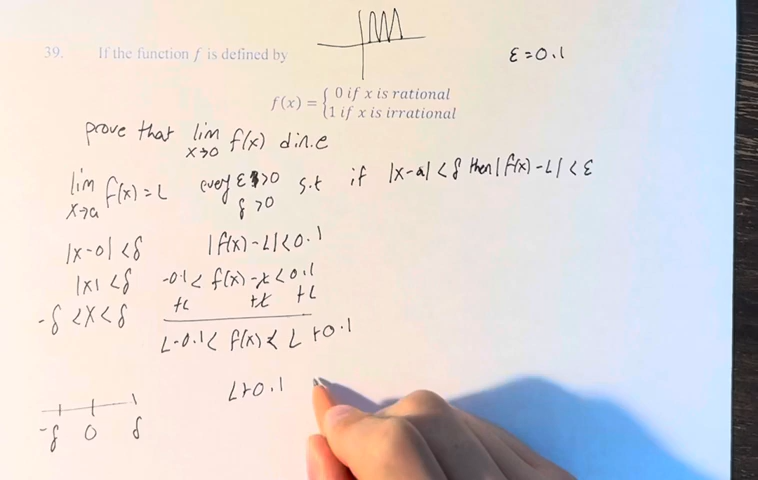 39. If the function f is defined by
ε=0.1
f(x) = { 0 if x is rational
1 if x is irrational
prove that lim x→0 f(x) d.n.e
lim x→a f(x) = L every ε>0 δ>0 s.t if |x-a|<δ then |f(x)-L|<ε
|x-0|<δ |f(x)-L|<0.1
|x|<δ -0.1< f(x)-L<0.1
+L +L +L
-δ<x<δ
L-0.1< f(x)< L+0.1
L+0.1
-δ 0 δ